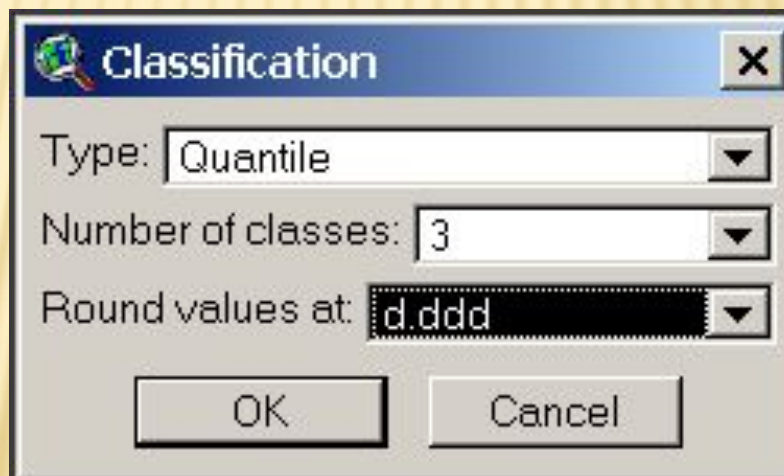 Classification
Type: Quantile
Number of classes: 3
Round values at: d.ddd
OK Cancel